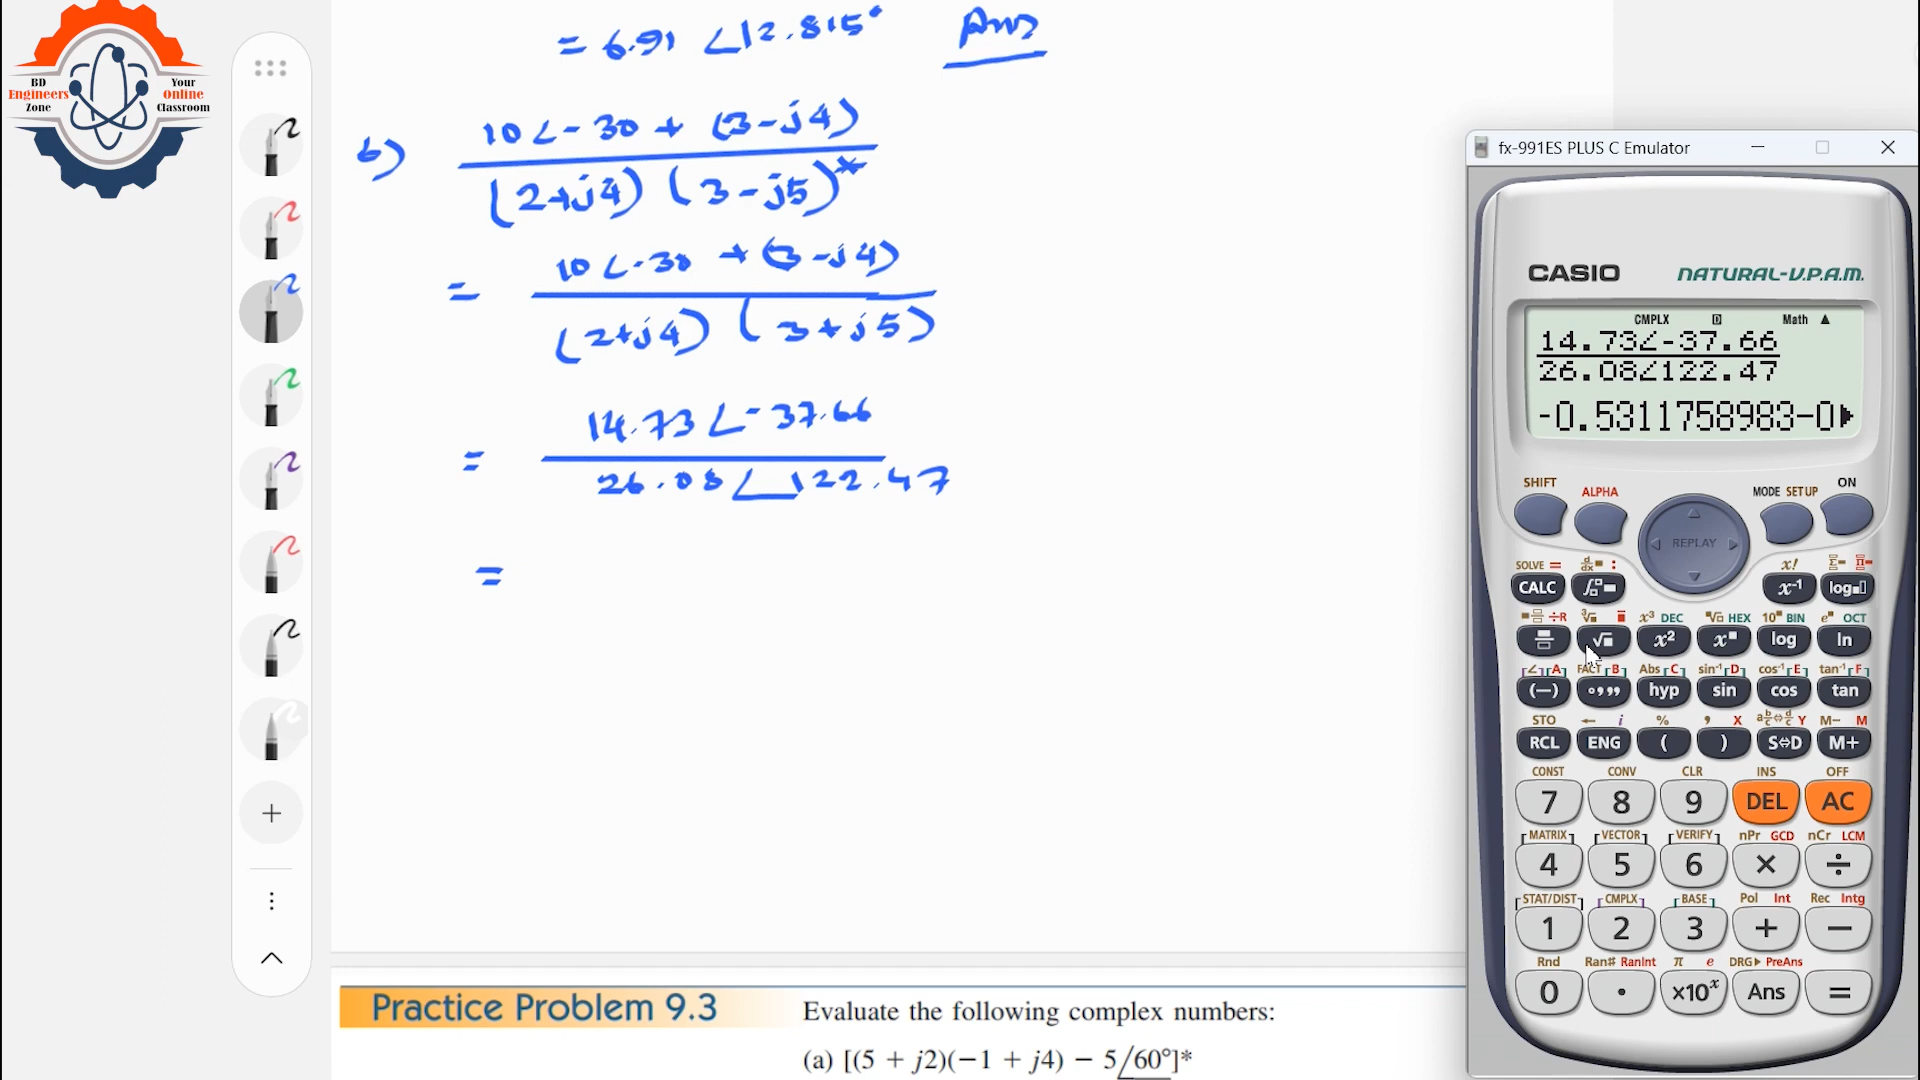 BD Engineers Zone
Your Online Classroom
= 6.91 ∠12.815° Ans
b) 10∠-30 + (3-j4)
(2+j4) (3-j5)*
= 10∠-30 + (3-j4)
(2+j4) (3+j5)
= 14.73∠-37.66
26.08∠122.47
=
Practice Problem 9.3 Evaluate the following complex numbers:
(a) [(5 + j2)(−1 + j4) − 5∠60°]*
fx-991ES PLUS C Emulator
CASIO NATURAL-V.P.A.M.
CMPLX D Math ▲
14.73∠-37.66
26.08∠122.47
-0.5311758983-0▶
SHIFT ALPHA MODE SETUP ON
REPLAY
SOLVE = d/dx : x! Σ- Π-
CALC ∫ x⁻¹ log
÷R ³√ x³ DEC √ HEX 10 BIN e OCT
√ x² x log ln
∠ A FACT B Abs C sin⁻¹ D cos⁻¹ E tan⁻¹ F
(−) °,,, hyp sin cos tan
STO ← i % , X a b/c⇔d/c Y M− M
RCL ENG ( ) S⇔D M+
CONST CONV CLR INS OFF
7 8 9 DEL AC
MATRIX VECTOR VERIFY nPr GCD nCr LCM
4 5 6 × ÷
STAT/DIST CMPLX BASE Pol Int Rec Intg
1 2 3 + −
Rnd Ran# RanInt π e DRG▶ PreAns
0 . ×10ˣ Ans =